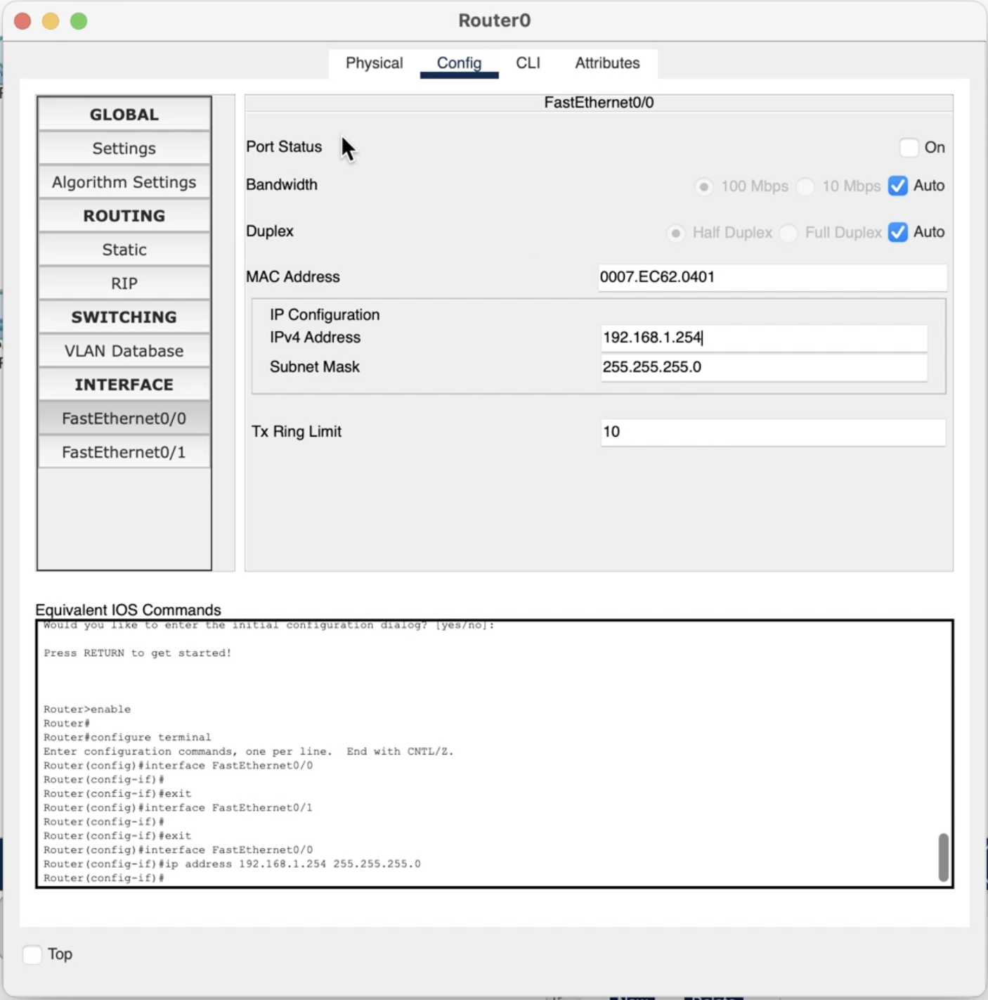 Router0
Physical Config CLI Attributes
GLOBAL
Settings
Algorithm Settings
ROUTING
Static
RIP
SWITCHING
VLAN Database
INTERFACE
FastEthernet0/0
FastEthernet0/1
FastEthernet0/0
Port Status On
Bandwidth 100 Mbps 10 Mbps Auto
Duplex Half Duplex Full Duplex Auto
MAC Address 0007.EC62.0401
IP Configuration
IPv4 Address 192.168.1.254
Subnet Mask 255.255.255.0
Tx Ring Limit 10
Equivalent IOS Commands
Would you like to enter the initial configuration dialog? [yes/no]:
Press RETURN to get started!
Router>enable
Router#
Router#configure terminal
Enter configuration commands, one per line.  End with CNTL/Z.
Router(config)#interface FastEthernet0/0
Router(config-if)#
Router(config-if)#exit
Router(config)#interface FastEthernet0/1
Router(config-if)#
Router(config-if)#exit
Router(config)#interface FastEthernet0/0
Router(config-if)#ip address 192.168.1.254 255.255.255.0
Router(config-if)#
Top